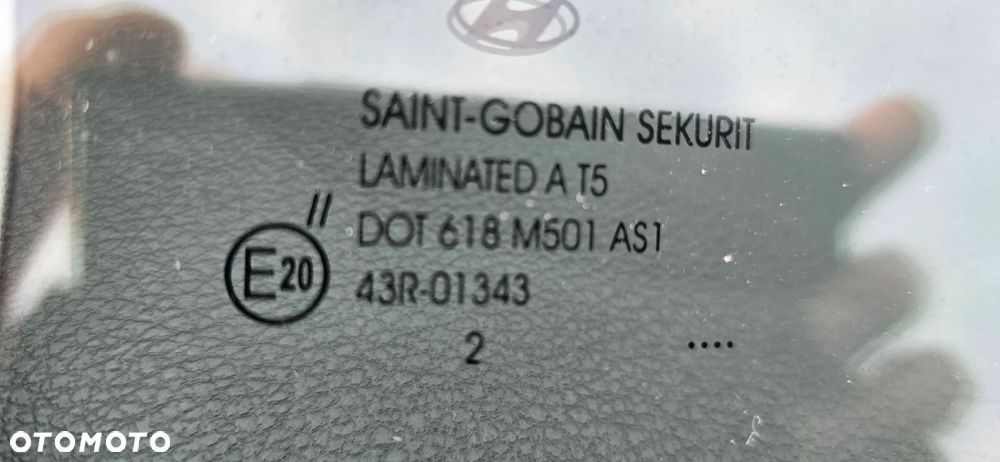 SAINT-GOBAIN SEKURIT
LAMINATED A T5
//
DOT 618 M501 AS1
E20
43R-01343
2 ....
OTOMOTO